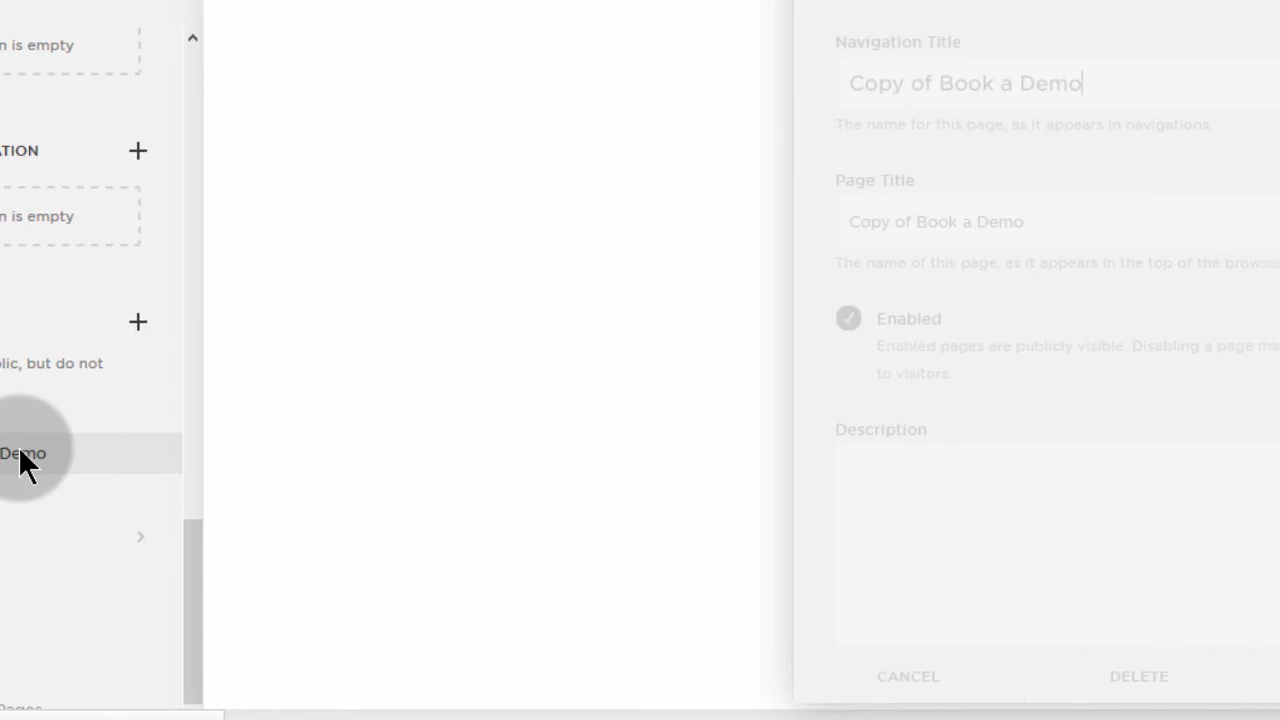 n is empty
ATION
n is empty
blic, but do not
Demo
Navigation Title
Copy of Book a Demo
The name for this page, as it appears in navigations.
Page Title
Copy of Book a Demo
The name of this page, as it appears in the top of the brow
Enabled
Enabled pages are publicly visible. Disabling a page
to visitors.
Description
CANCEL
DELETE
Pages